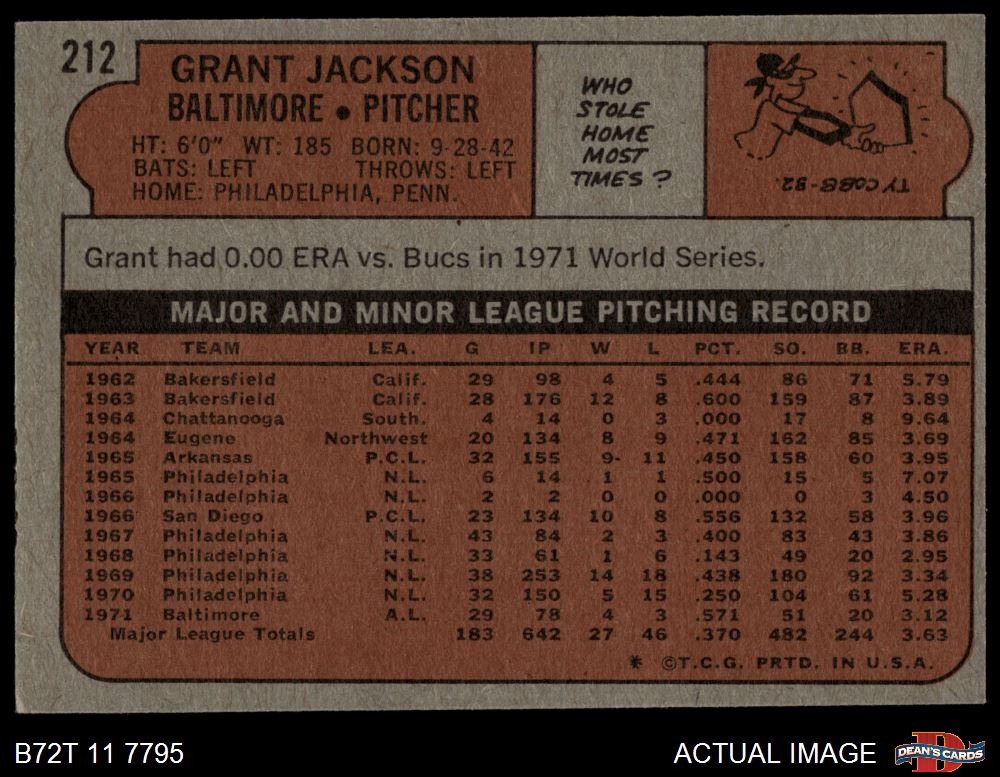 212
GRANT JACKSON
BALTIMORE • PITCHER
HT: 6'0" WT: 185 BORN: 9-28-42
BATS: LEFT THROWS: LEFT
HOME: PHILADELPHIA, PENN.
WHO
STOLE
HOME
MOST
TIMES?
TY COBB-32.
Grant had 0.00 ERA vs. Bucs in 1971 World Series.
MAJOR AND MINOR LEAGUE PITCHING RECORD
YEAR TEAM LEA. G IP W L PCT. SO. BB. ERA.
1962 Bakersfield Calif. 29 98 4 5 .444 86 71 5.79
1963 Bakersfield Calif. 28 176 12 8 .600 159 87 3.89
1964 Chattanooga South. 4 14 0 3 .000 17 8 9.64
1964 Eugene Northwest 20 134 8 9 .471 162 85 3.69
1965 Arkansas P.C.L. 32 155 9 11 .450 158 60 3.95
1965 Philadelphia N.L. 6 14 1 1 .500 15 5 7.07
1966 Philadelphia N.L. 2 2 0 0 .000 0 3 4.50
1966 San Diego P.C.L. 23 134 10 8 .556 132 58 3.96
1967 Philadelphia N.L. 43 84 2 3 .400 83 43 3.86
1968 Philadelphia N.L. 33 61 1 6 .143 49 20 2.95
1969 Philadelphia N.L. 38 253 14 18 .438 180 92 3.34
1970 Philadelphia N.L. 32 150 5 15 .250 104 61 5.28
1971 Baltimore A.L. 29 78 4 3 .571 51 20 3.12
Major League Totals 183 642 27 46 .370 482 244 3.63
* ©T.C.G. PRTD. IN U.S.A.
B72T 11 7795
ACTUAL IMAGE
DEAN'S CARDS